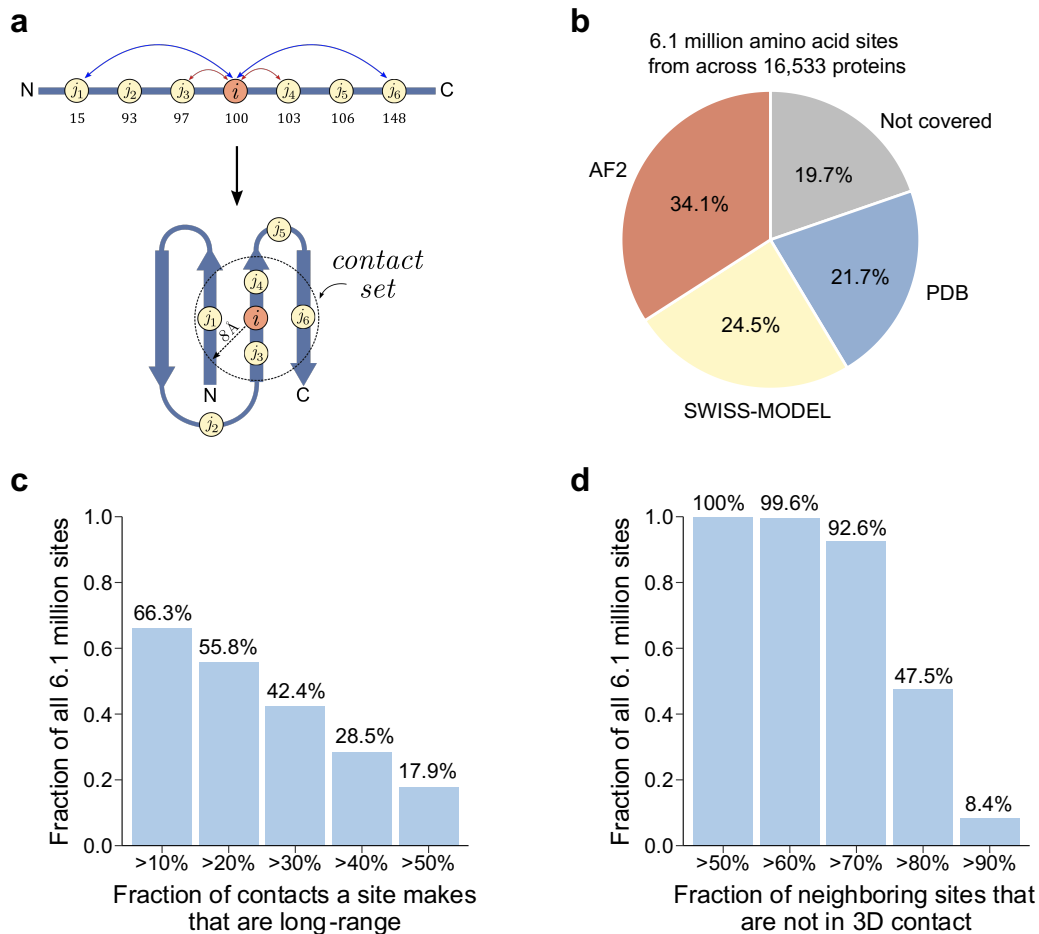 a
N j1 j2 j3 i j4 j5 j6 C
15 93 97 100 103 106 148
j5
contact
set
j4
j1 i j6
8Å
j3
N C
j2
b
6.1 million amino acid sites
from across 16,533 proteins
Not covered
AF2
19.7%
34.1%
21.7%
PDB
24.5%
SWISS-MODEL
c
Fraction of all 6.1 million sites
1.0
0.8
0.6
0.4
0.2
0.0
66.3%
55.8%
42.4%
28.5%
17.9%
>10% >20% >30% >40% >50%
Fraction of contacts a site makes
that are long-range
d
Fraction of all 6.1 million sites
1.0
0.8
0.6
0.4
0.2
0.0
100% 99.6%
92.6%
47.5%
8.4%
>50% >60% >70% >80% >90%
Fraction of neighboring sites that
are not in 3D contact